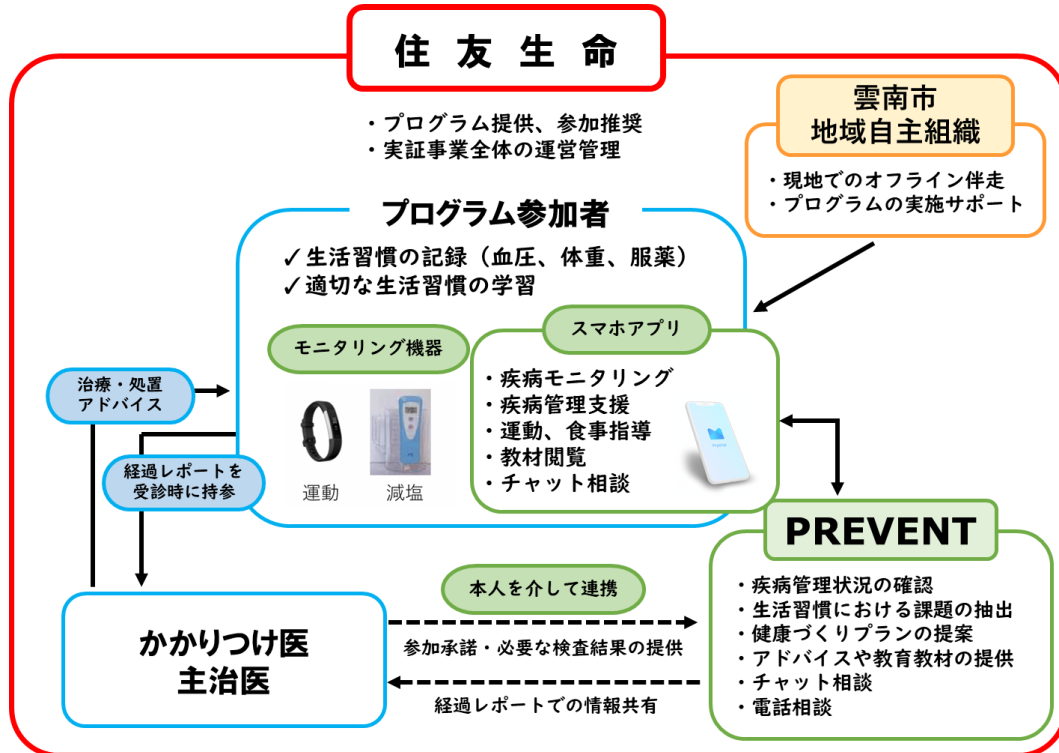 住友生命
・プログラム提供、参加推奨
・実証事業全体の運営管理
雲南市
地域自主組織
・現地でのオフライン伴走
・プログラムの実施サポート
プログラム参加者
✓生活習慣の記録（血圧、体重、服薬）
✓適切な生活習慣の学習
モニタリング機器
運動
減塩
スマホアプリ
・疾病モニタリング
・疾病管理支援
・運動、食事指導
・教材閲覧
・チャット相談
治療・処置
アドバイス
経過レポートを
受診時に持参
PREVENT
・疾病管理状況の確認
・生活習慣における課題の抽出
・健康づくりプランの提案
・アドバイスや教育教材の提供
・チャット相談
・電話相談
かかりつけ医
主治医
本人を介して連携
参加承諾・必要な検査結果の提供
経過レポートでの情報共有